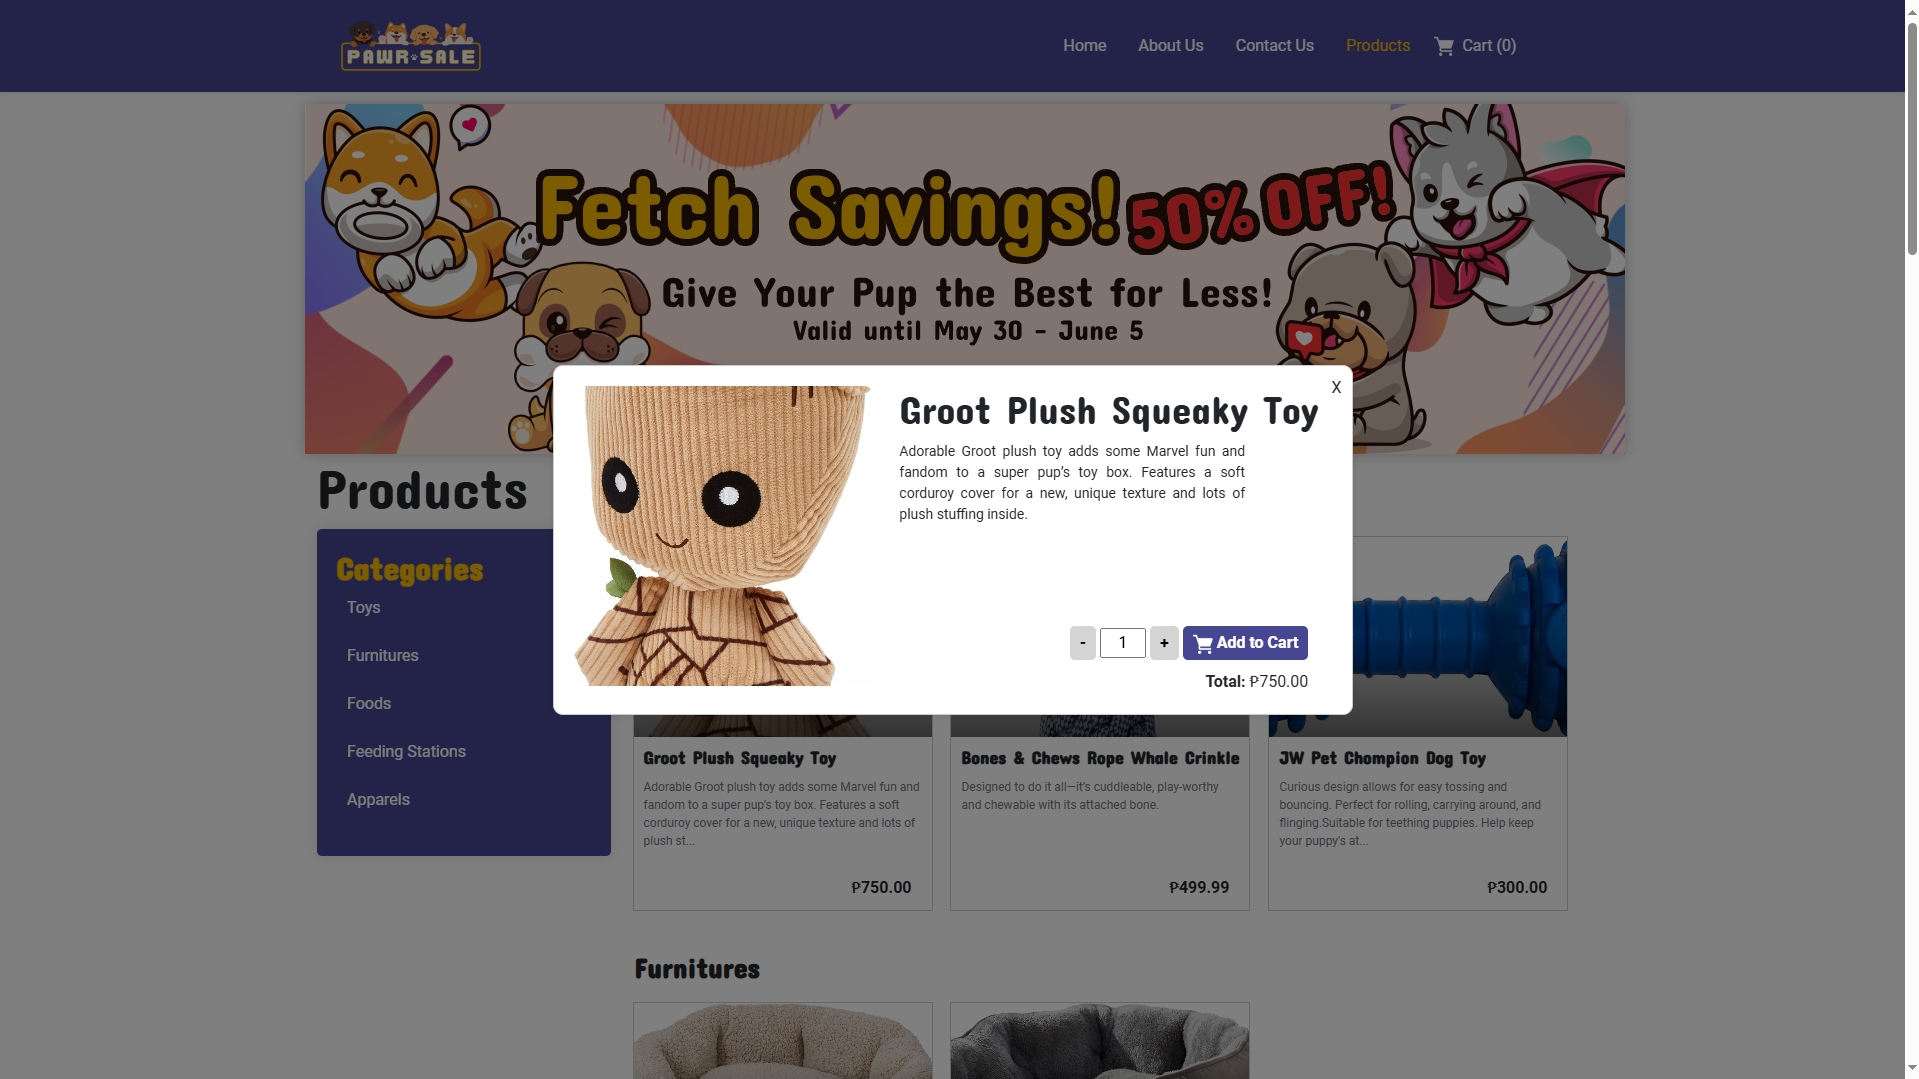 PAWR SALE
Home
About Us
Contact Us
Products
Cart (0)
Fetch Savings! 50% OFF!
Give Your Pup the Best for Less!
Valid until May 30 - June 5
X
Groot Plush Squeaky Toy
Adorable Groot plush toy adds some Marvel fun and
fandom to a super pup’s toy box. Features a soft
corduroy cover for a new, unique texture and lots of
plush stuffing inside.
-
1
+
Add to Cart
Total: ₱750.00
Products
Categories
Toys
Furnitures
Foods
Feeding Stations
Apparels
Groot Plush Squeaky Toy
Adorable Groot plush toy adds some Marvel fun and
fandom to a super pup’s toy box. Features a soft
corduroy cover for a new, unique texture and lots of
plush st...
₱750.00
Bones & Chews Rope Whale Crinkle
Designed to do it all—it’s cuddleable, play-worthy
and chewable with its attached bone.
₱499.99
JW Pet Chompion Dog Toy
Curious design allows for easy tossing and
bouncing. Perfect for rolling, carrying around, and
flinging.Suitable for teething puppies. Help keep
your puppy's at...
₱300.00
Furnitures